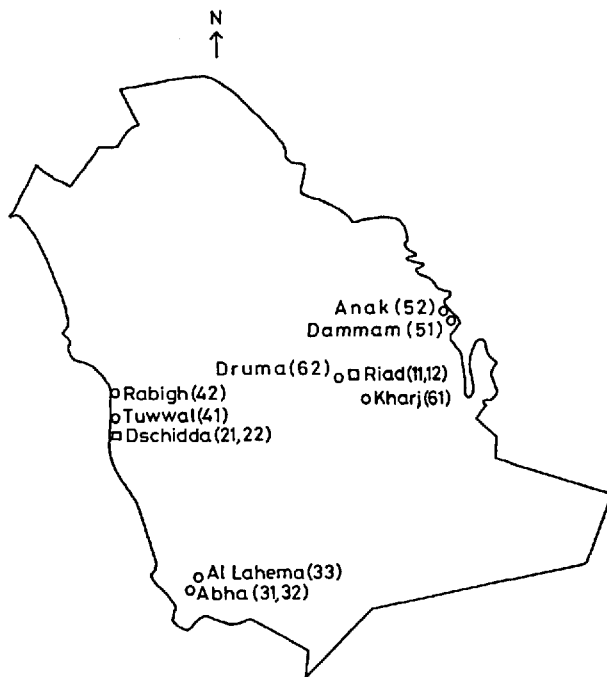 N
Anak (52)
Dammam (51)
Druma (62)
Riad (11,12)
Kharj (61)
Rabigh (42)
Tuwwal (41)
Dschidda (21,22)
Al Lahema (33)
Abha (31,32)